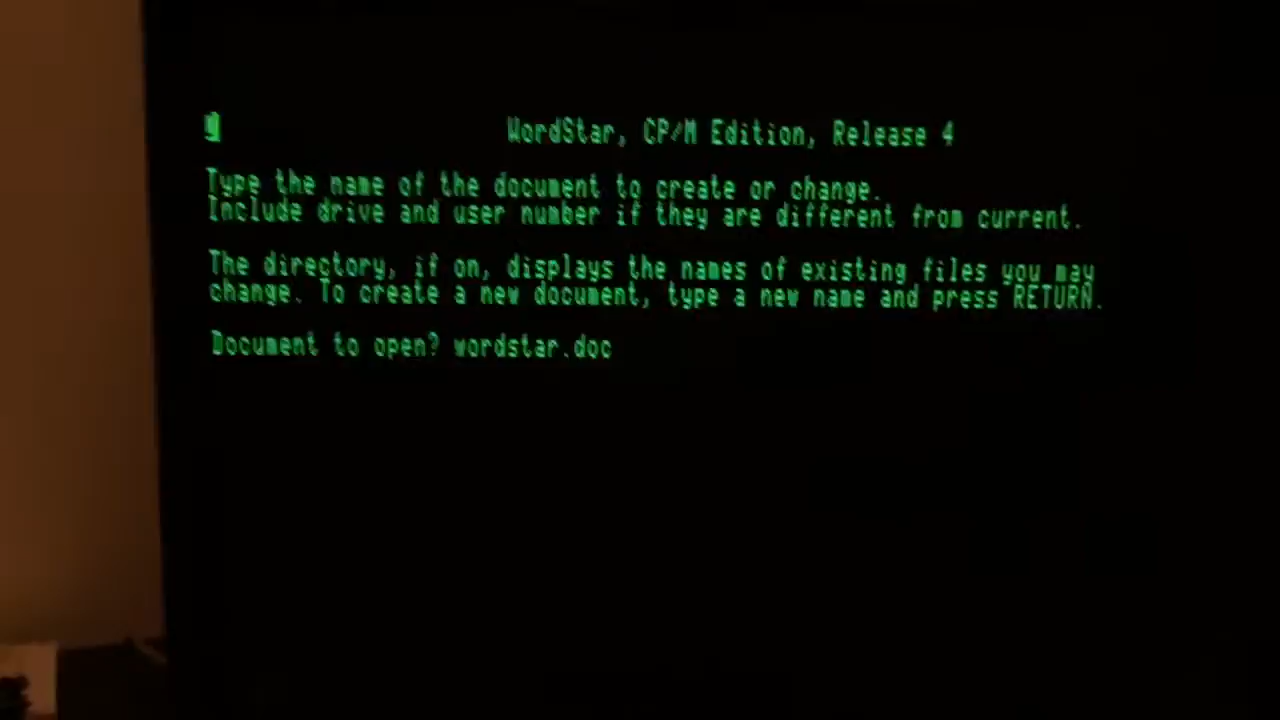 WordStar, CP/M Edition, Release 4
Type the name of the document to create or change.
Include drive and user number if they are different from current.
The directory, if on, displays the names of existing files you may
change. To create a new document, type a new name and press RETURN.
Document to open? wordstar.doc